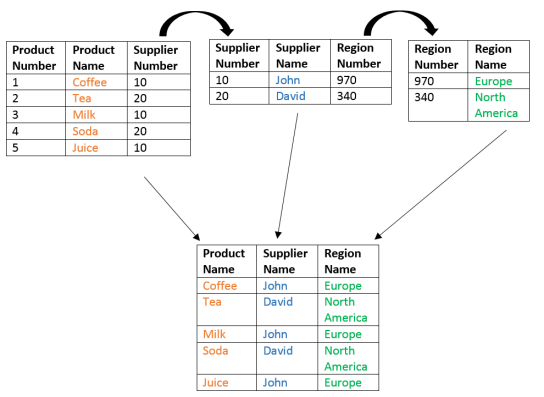 Product Number Product Name Supplier Number
1 Coffee 10
2 Tea 20
3 Milk 10
4 Soda 20
5 Juice 10
Supplier Number Supplier Name Region Number
10 John 970
20 David 340
Region Number Region Name
970 Europe
340 North America
Product Name Supplier Name Region Name
Coffee John Europe
Tea David North America
Milk John Europe
Soda David North America
Juice John Europe